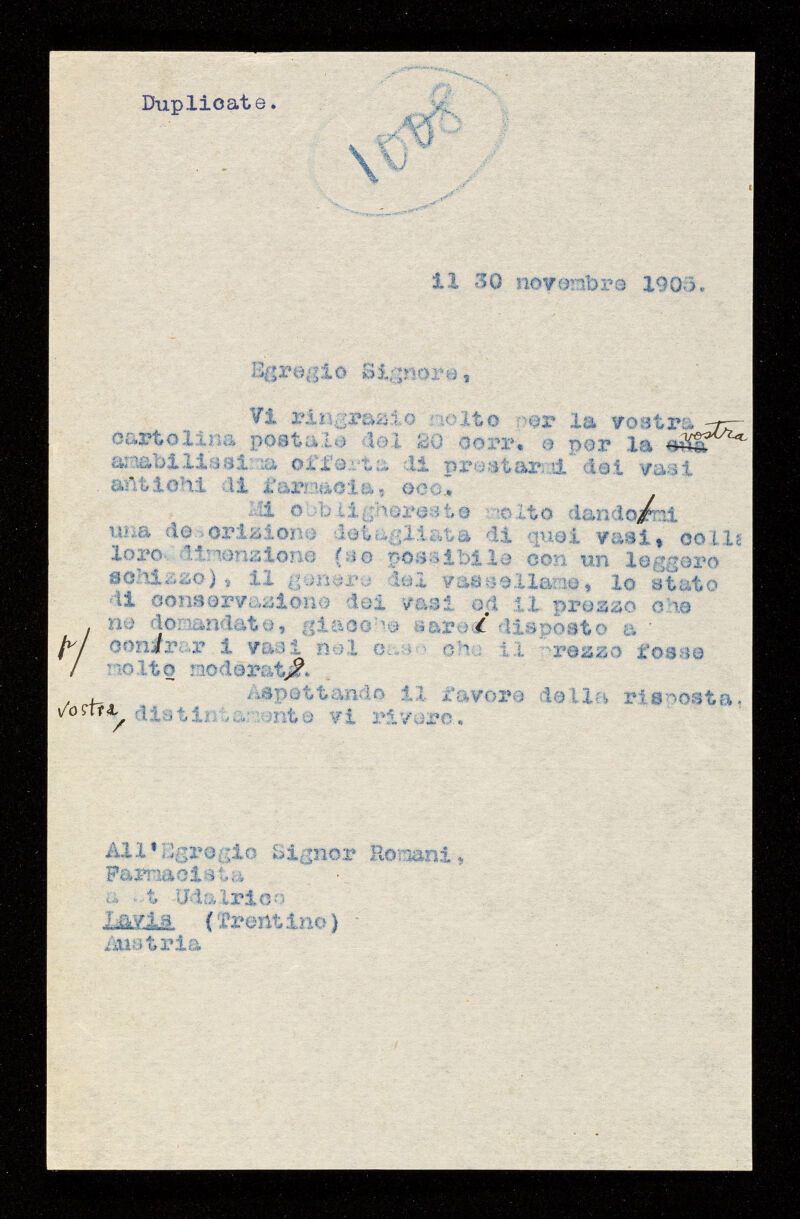 Duplicate.
1008
il 30 novembre 1905.
Egregio Signore,
Vi ringrazio molto per la vostra
cartolina postale del 20 corr. e per la sua vostra
amabilissima offerta di prestarmi dei vasi
antichi di farmacia, ecc.
Mi obblighereste molto dandomi
una descrizione detagliata di quei vasi, colla
loro dimenzione (se possibile con un leggero
schizzo), il genere del vassellame, lo stato
di conservazione dei vasi ed il prezzo che
ne domandate, giacche sarei disposto a
p/ conprar i vasi nel caso che il prezzo fosse
molto moderato.
Aspettando il favore della risposta,
vostra, distintamente vi rivero.
All'Egregio Signor Romani,
Farmacista
a St Udalrico
Lavis (Trentino)
Austria